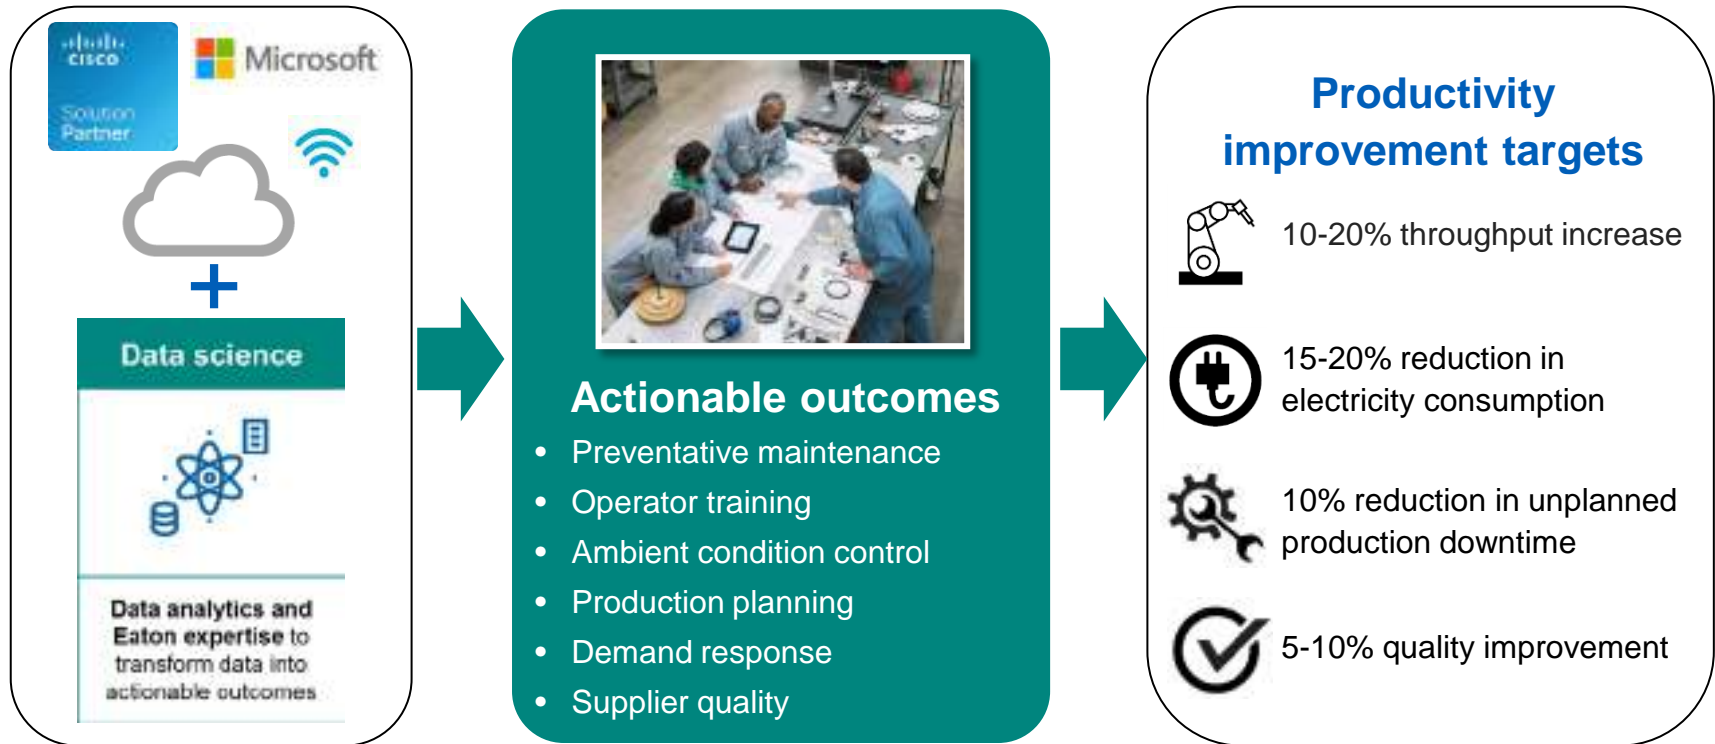 cisco
Solution
Partner
Microsoft
Data science
Data analytics and
Eaton expertise to
transform data into
actionable outcomes
Actionable outcomes
• Preventative maintenance
• Operator training
• Ambient condition control
• Production planning
• Demand response
• Supplier quality
Productivity
improvement targets
10-20% throughput increase
15-20% reduction in
electricity consumption
10% reduction in unplanned
production downtime
5-10% quality improvement